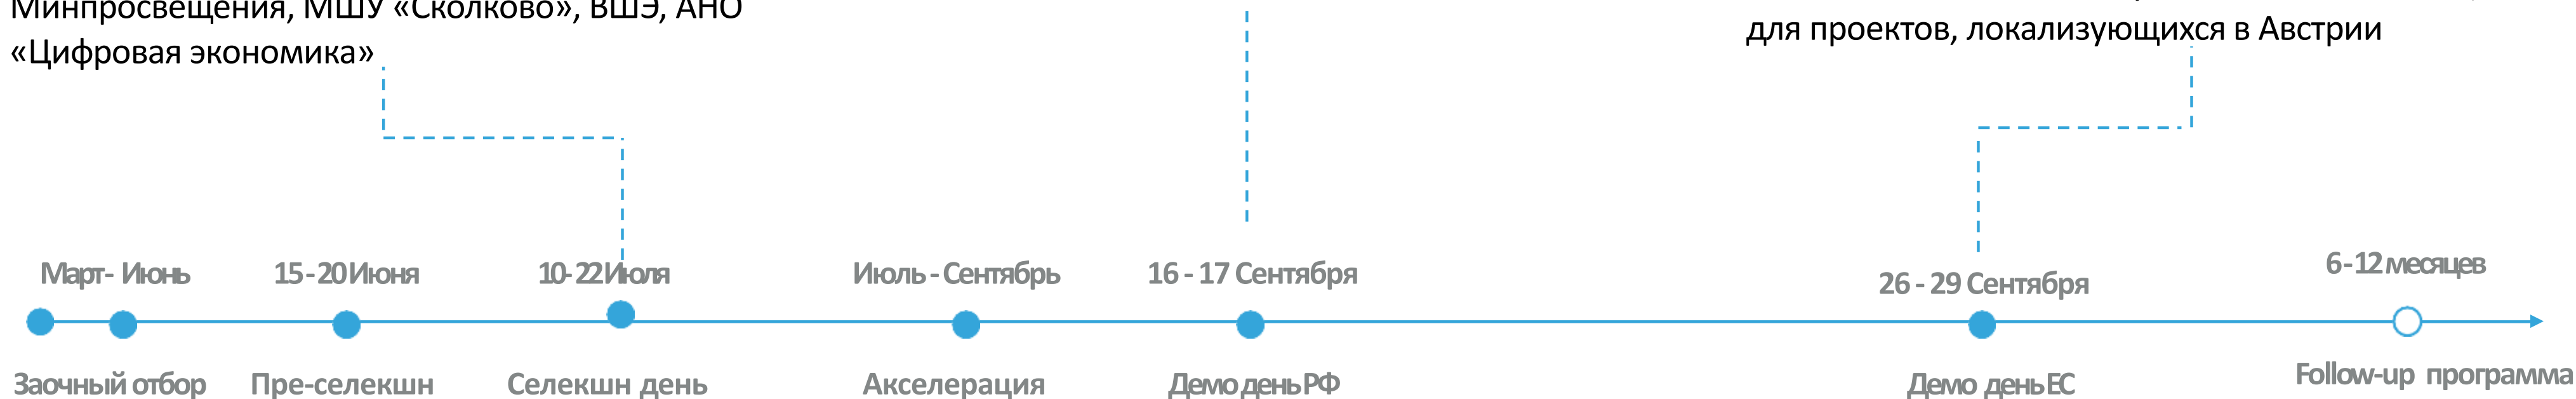 Минпросвещения, МШУ «Сколково», ВШЭ, АНО
«Цифровая экономика»
для проектов, локализующихся в Австрии
Март - Июнь
15 - 20 Июня
10 - 22 Июля
Июль - Сентябрь
16 - 17 Сентября
26 - 29 Сентября
6 - 12 месяцев
Заочный отбор
Пре-селекшн
Селекшн день
Акселерация
Демо день РФ
Демо день ЕС
Follow-up программа